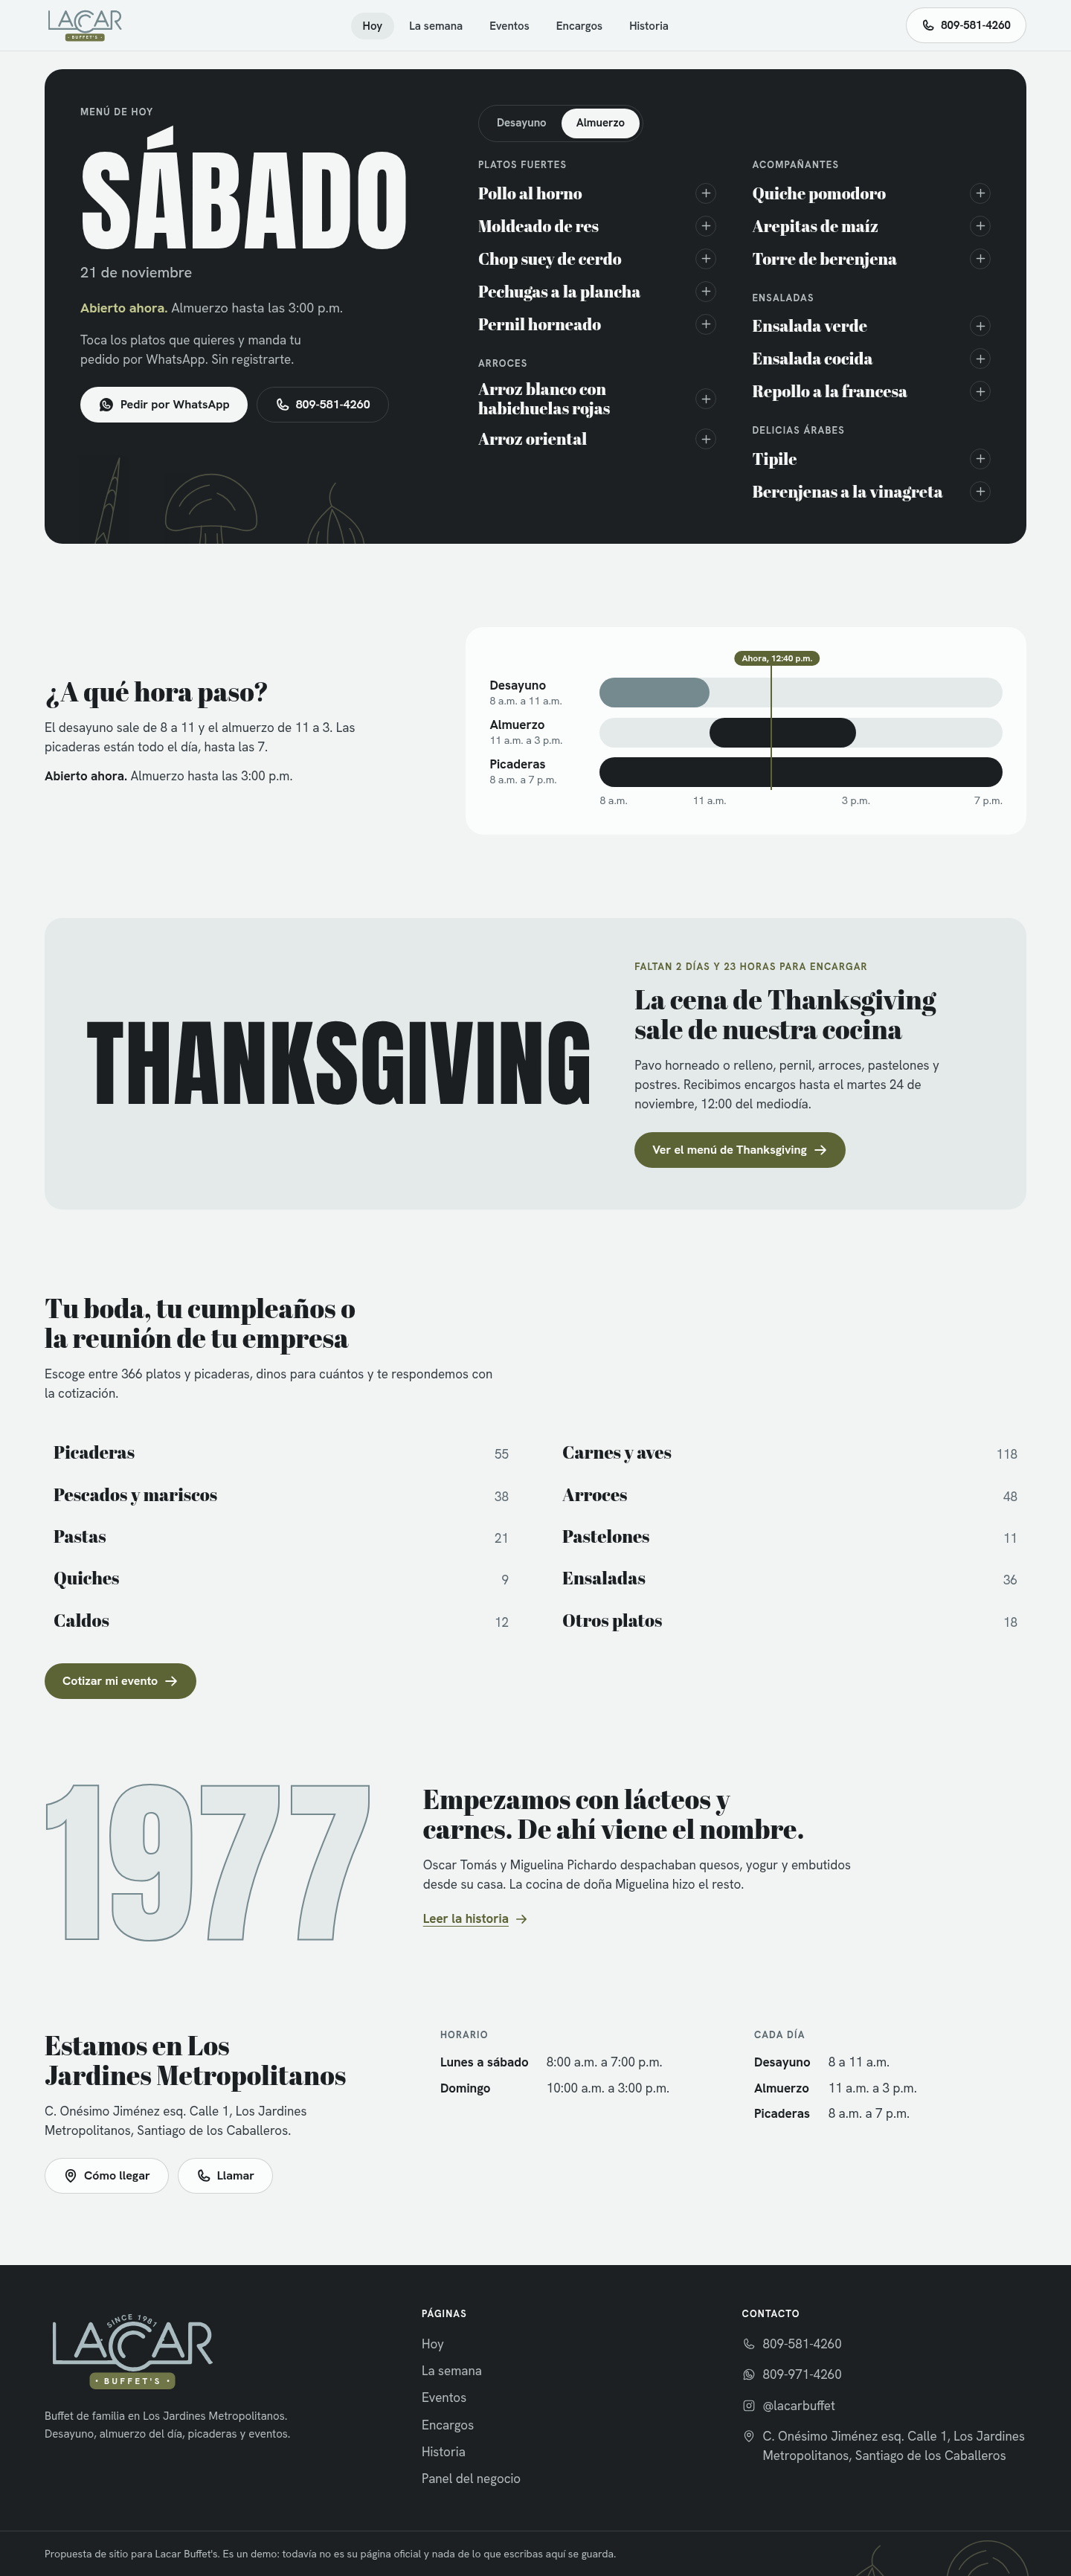 LACAR
• BUFFET'S •
Hoy
La semana
Eventos
Encargos
Historia
809-581-4260
MENÚ DE HOY
SÁBADO
21 de noviembre
Abierto ahora. Almuerzo hasta las 3:00 p.m.
Toca los platos que quieres y manda tu
pedido por WhatsApp. Sin registrarte.
Pedir por WhatsApp
809-581-4260
Desayuno
Almuerzo
PLATOS FUERTES
Pollo al horno
Moldeado de res
Chop suey de cerdo
Pechugas a la plancha
Pernil horneado
ARROCES
Arroz blanco con
habichuelas rojas
Arroz oriental
ACOMPAÑANTES
Quiche pomodoro
Arepitas de maíz
Torre de berenjena
ENSALADAS
Ensalada verde
Ensalada cocida
Repollo a la francesa
DELICIAS ÁRABES
Tipile
Berenjenas a la vinagreta
¿A qué hora paso?
El desayuno sale de 8 a 11 y el almuerzo de 11 a 3. Las
picaderas están todo el día, hasta las 7.
Abierto ahora. Almuerzo hasta las 3:00 p.m.
Ahora, 12:40 p.m.
Desayuno
8 a.m. a 11 a.m.
Almuerzo
11 a.m. a 3 p.m.
Picaderas
8 a.m. a 7 p.m.
8 a.m.
11 a.m.
3 p.m.
7 p.m.
THANKSGIVING
FALTAN 2 DÍAS Y 23 HORAS PARA ENCARGAR
La cena de Thanksgiving
sale de nuestra cocina
Pavo horneado o relleno, pernil, arroces, pastelones y
postres. Recibimos encargos hasta el martes 24 de
noviembre, 12:00 del mediodía.
Ver el menú de Thanksgiving
Tu boda, tu cumpleaños o
la reunión de tu empresa
Escoge entre 366 platos y picaderas, dinos para cuántos y te respondemos con
la cotización.
Picaderas 55
Carnes y aves 118
Pescados y mariscos 38
Arroces 48
Pastas 21
Pastelones 11
Quiches 9
Ensaladas 36
Caldos 12
Otros platos 18
Cotizar mi evento
1977
Empezamos con lácteos y
carnes. De ahí viene el nombre.
Oscar Tomás y Miguelina Pichardo despachaban quesos, yogur y embutidos
desde su casa. La cocina de doña Miguelina hizo el resto.
Leer la historia
Estamos en Los
Jardines Metropolitanos
C. Onésimo Jiménez esq. Calle 1, Los Jardines
Metropolitanos, Santiago de los Caballeros.
Cómo llegar
Llamar
HORARIO
Lunes a sábado 8:00 a.m. a 7:00 p.m.
Domingo 10:00 a.m. a 3:00 p.m.
CADA DÍA
Desayuno 8 a 11 a.m.
Almuerzo 11 a.m. a 3 p.m.
Picaderas 8 a.m. a 7 p.m.
SINCE 1981
LACAR
• BUFFET'S •
Buffet de familia en Los Jardines Metropolitanos.
Desayuno, almuerzo del día, picaderas y eventos.
PÁGINAS
Hoy
La semana
Eventos
Encargos
Historia
Panel del negocio
CONTACTO
809-581-4260
809-971-4260
@lacarbuffet
C. Onésimo Jiménez esq. Calle 1, Los Jardines
Metropolitanos, Santiago de los Caballeros
Propuesta de sitio para Lacar Buffet's. Es un demo: todavía no es su página oficial y nada de lo que escribas aquí se guarda.